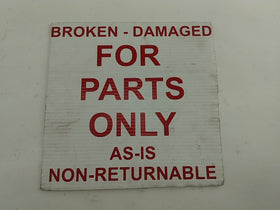 BROKEN - DAMAGED
FOR
PARTS
ONLY
AS-IS
NON-RETURNABLE